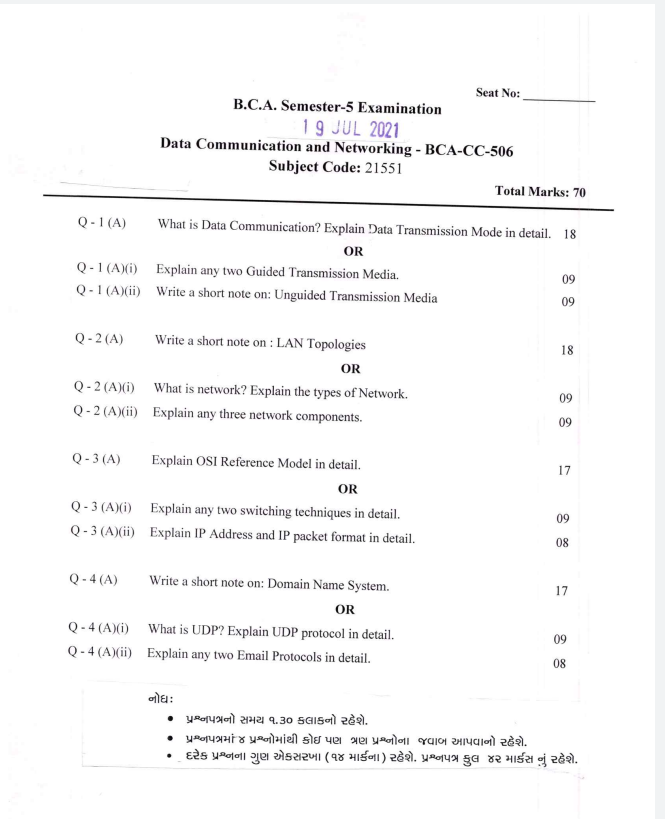 Seat No:
B.C.A. Semester-5 Examination
19 JUL 2021
Data Communication and Networking - BCA-CC-506
Subject Code: 21551
Total Marks: 70
Q - 1 (A) What is Data Communication? Explain Data Transmission Mode in detail. 18
OR
Q - 1 (A)(i) Explain any two Guided Transmission Media. 09
Q - 1 (A)(ii) Write a short note on: Unguided Transmission Media 09
Q - 2 (A) Write a short note on : LAN Topologies 18
OR
Q - 2 (A)(i) What is network? Explain the types of Network. 09
Q - 2 (A)(ii) Explain any three network components. 09
Q - 3 (A) Explain OSI Reference Model in detail. 17
OR
Q - 3 (A)(i) Explain any two switching techniques in detail. 09
Q - 3 (A)(ii) Explain IP Address and IP packet format in detail. 08
Q - 4 (A) Write a short note on: Domain Name System. 17
OR
Q - 4 (A)(i) What is UDP? Explain UDP protocol in detail. 09
Q - 4 (A)(ii) Explain any two Email Protocols in detail. 08
નોધ:
• પ્રશ્નપત્રનો સમય ૧.૩૦ કલાકનો રહેશે.
• પ્રશ્નપત્રમાં ૪ પ્રશ્નોમાંથી કોઇ પણ ત્રણ પ્રશ્નોના જવાબ આપવાનો રહેશે.
• દરેક પ્રશ્નના ગુણ એકસરખા (૧૪ માર્કના) રહેશે. પ્રશ્નપત્ર કુલ ૪૨ માર્કસ નું રહેશે.